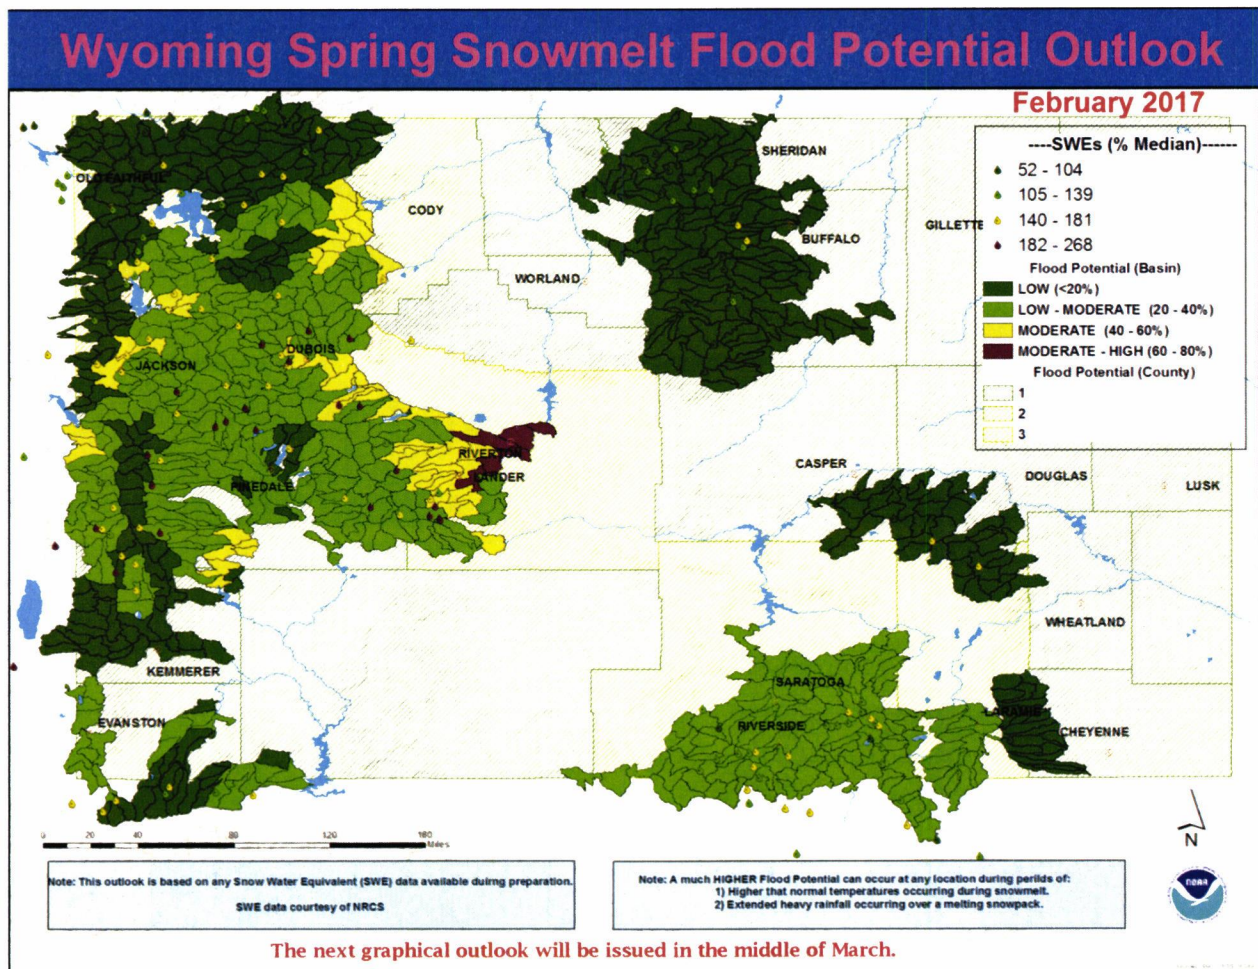 Wyoming Spring Snowmelt Flood Potential Outlook
February 2017
----SWEs (% Median)------
52 - 104
105 - 139
140 - 181
182 - 268
Flood Potential (Basin)
LOW (<20%)
LOW - MODERATE (20 - 40%)
MODERATE (40 - 60%)
MODERATE - HIGH (60 - 80%)
Flood Potential (County)
1
2
3
SHERIDAN
OLD FAITHFUL
CODY
GILLETTE
BUFFALO
WORLAND
DUBOIS
JACKSON
RIVERTON
CASPER
DOUGLAS
LANDER
LUSK
PINEDALE
WHEATLAND
KEMMERER
SARATOGA
LARAMIE
EVANSTON
RIVERSIDE
CHEYENNE
0 20 40 80 120 160
Miles
N
noaa
Note: This outlook is based on any Snow Water Equivalent (SWE) data available duirng preparation.
SWE data courtesy of NRCS
Note: A much HIGHER Flood Potential can occur at any location during perilds of:
1) Higher that normal temperatures occurring during snowmelt.
2) Extended heavy rainfall occurring over a melting snowpack.
The next graphical outlook will be issued in the middle of March.